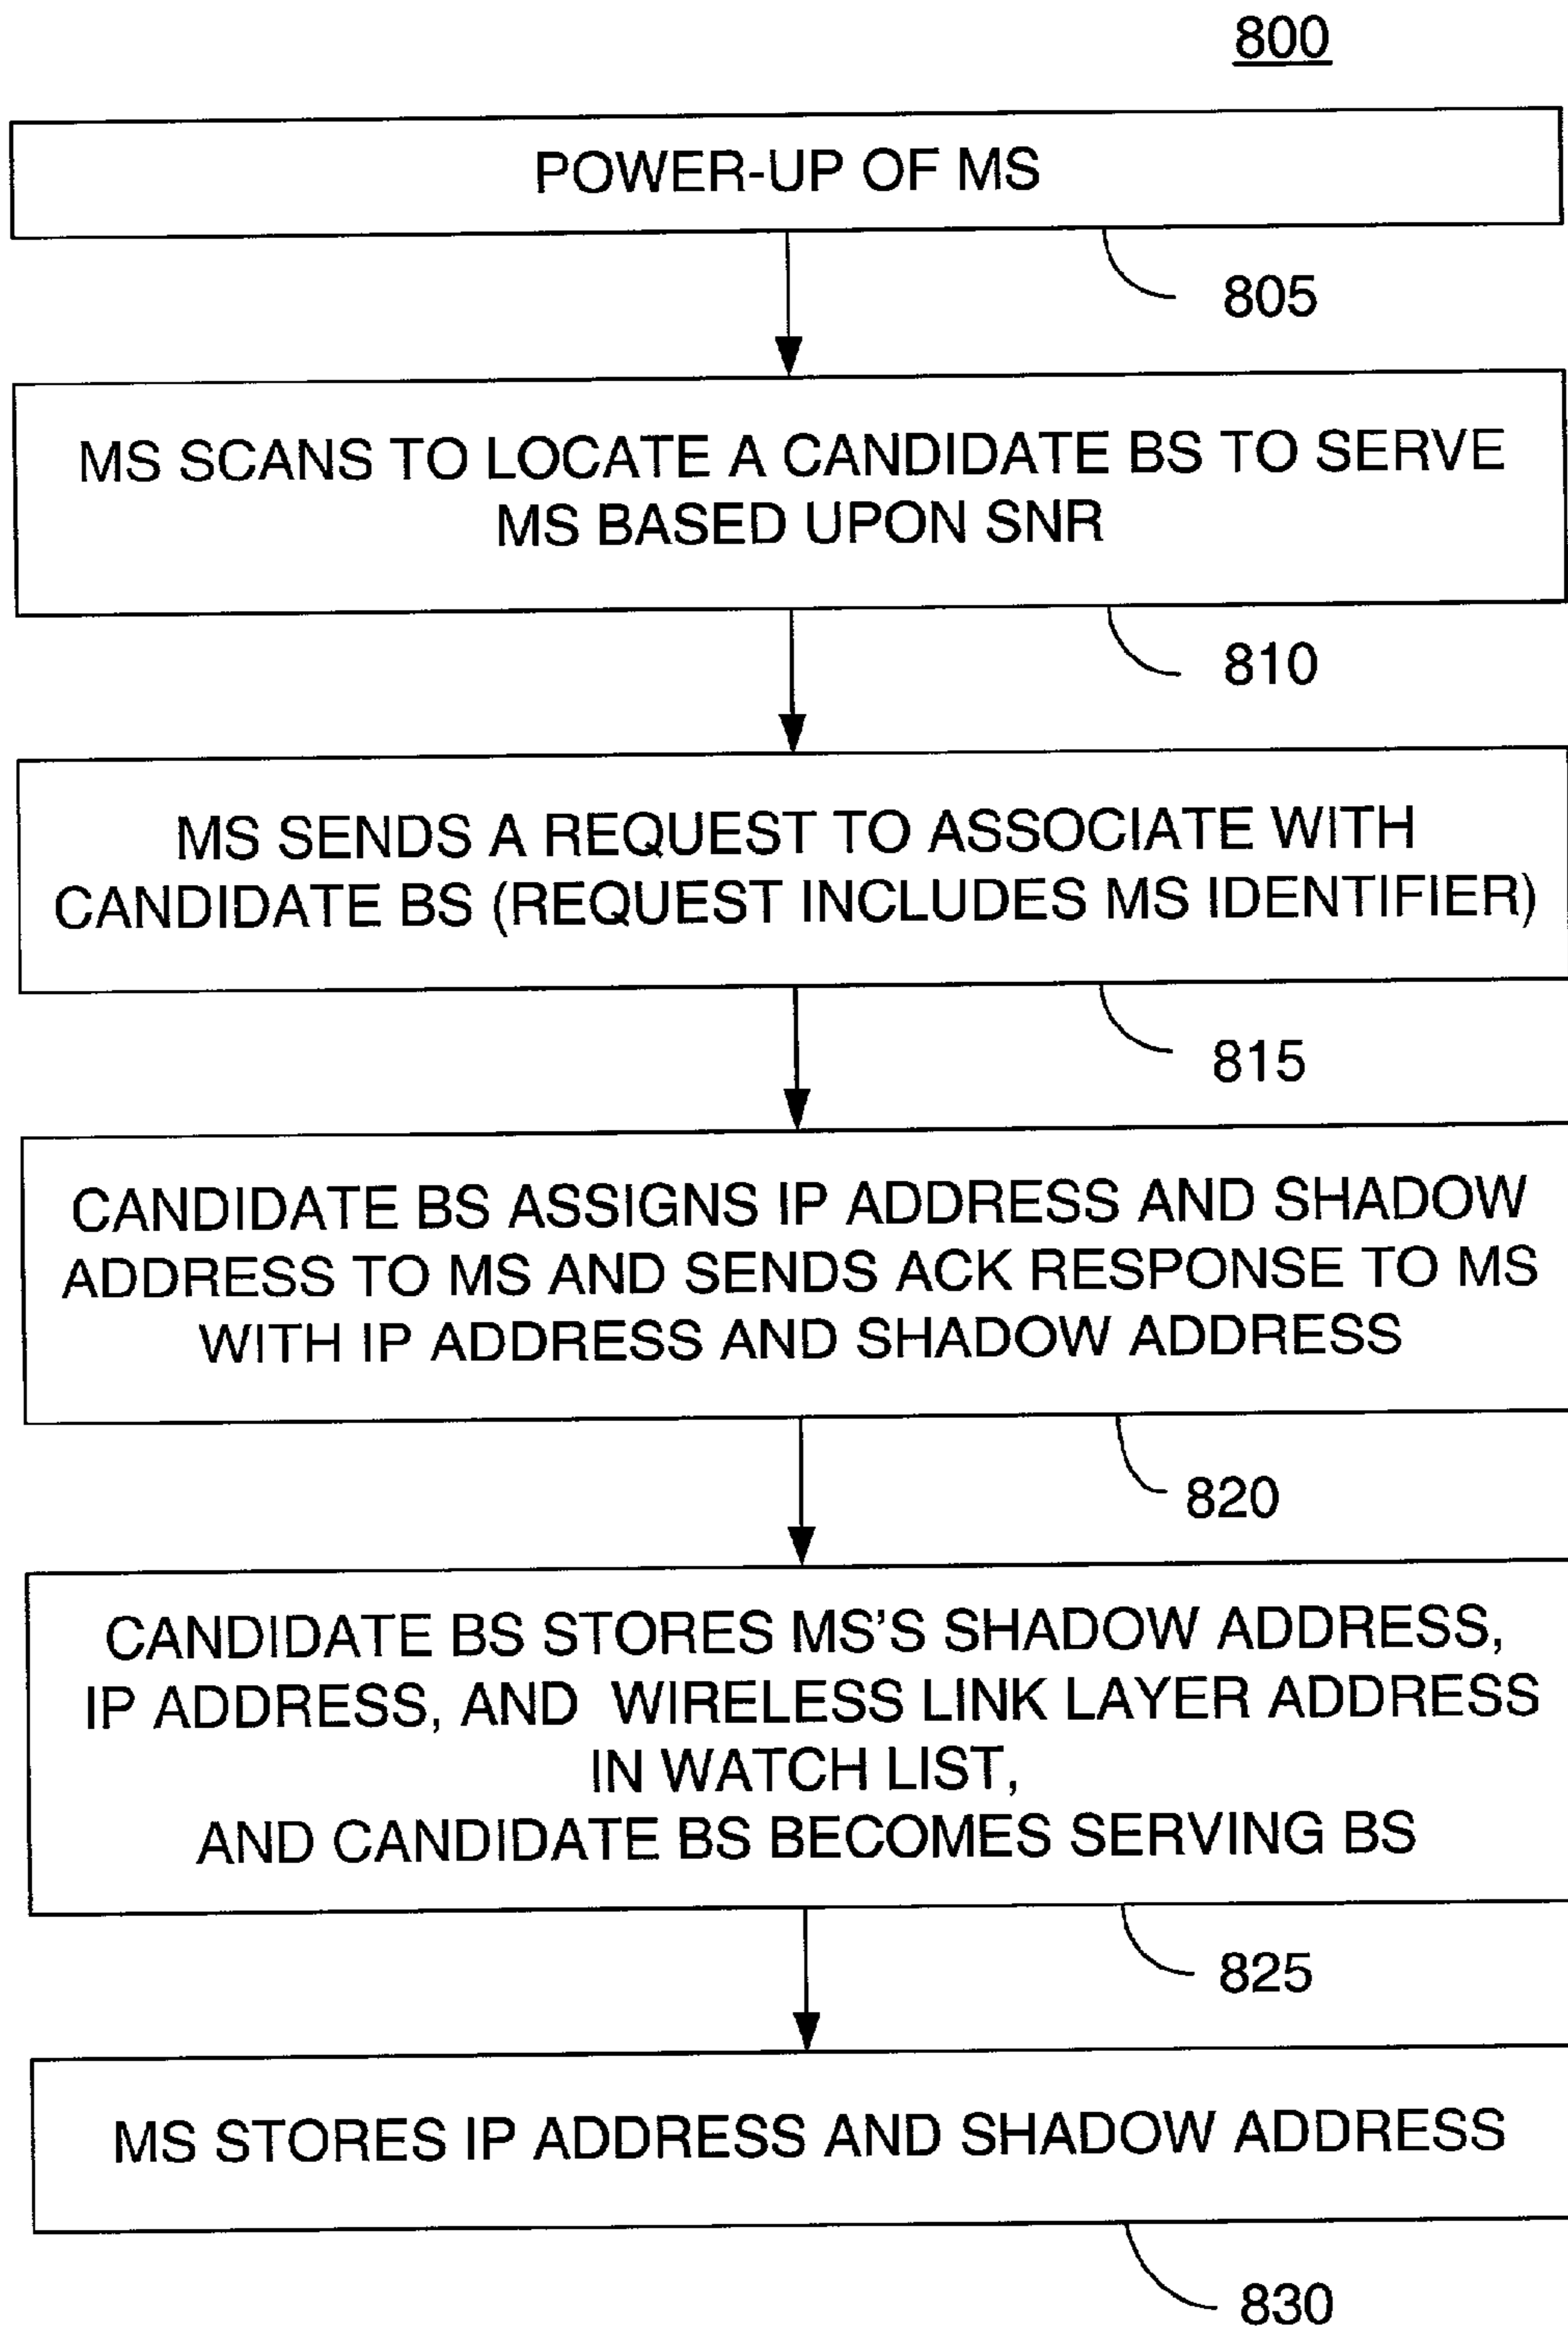 800
POWER-UP OF MS
805
MS SCANS TO LOCATE A CANDIDATE BS TO SERVE
MS BASED UPON SNR
810
MS SENDS A REQUEST TO ASSOCIATE WITH
CANDIDATE BS (REQUEST INCLUDES MS IDENTIFIER)
815
CANDIDATE BS ASSIGNS IP ADDRESS AND SHADOW
ADDRESS TO MS AND SENDS ACK RESPONSE TO MS
WITH IP ADDRESS AND SHADOW ADDRESS
820
CANDIDATE BS STORES MS'S SHADOW ADDRESS,
IP ADDRESS, AND WIRELESS LINK LAYER ADDRESS
IN WATCH LIST,
AND CANDIDATE BS BECOMES SERVING BS
825
MS STORES IP ADDRESS AND SHADOW ADDRESS
830